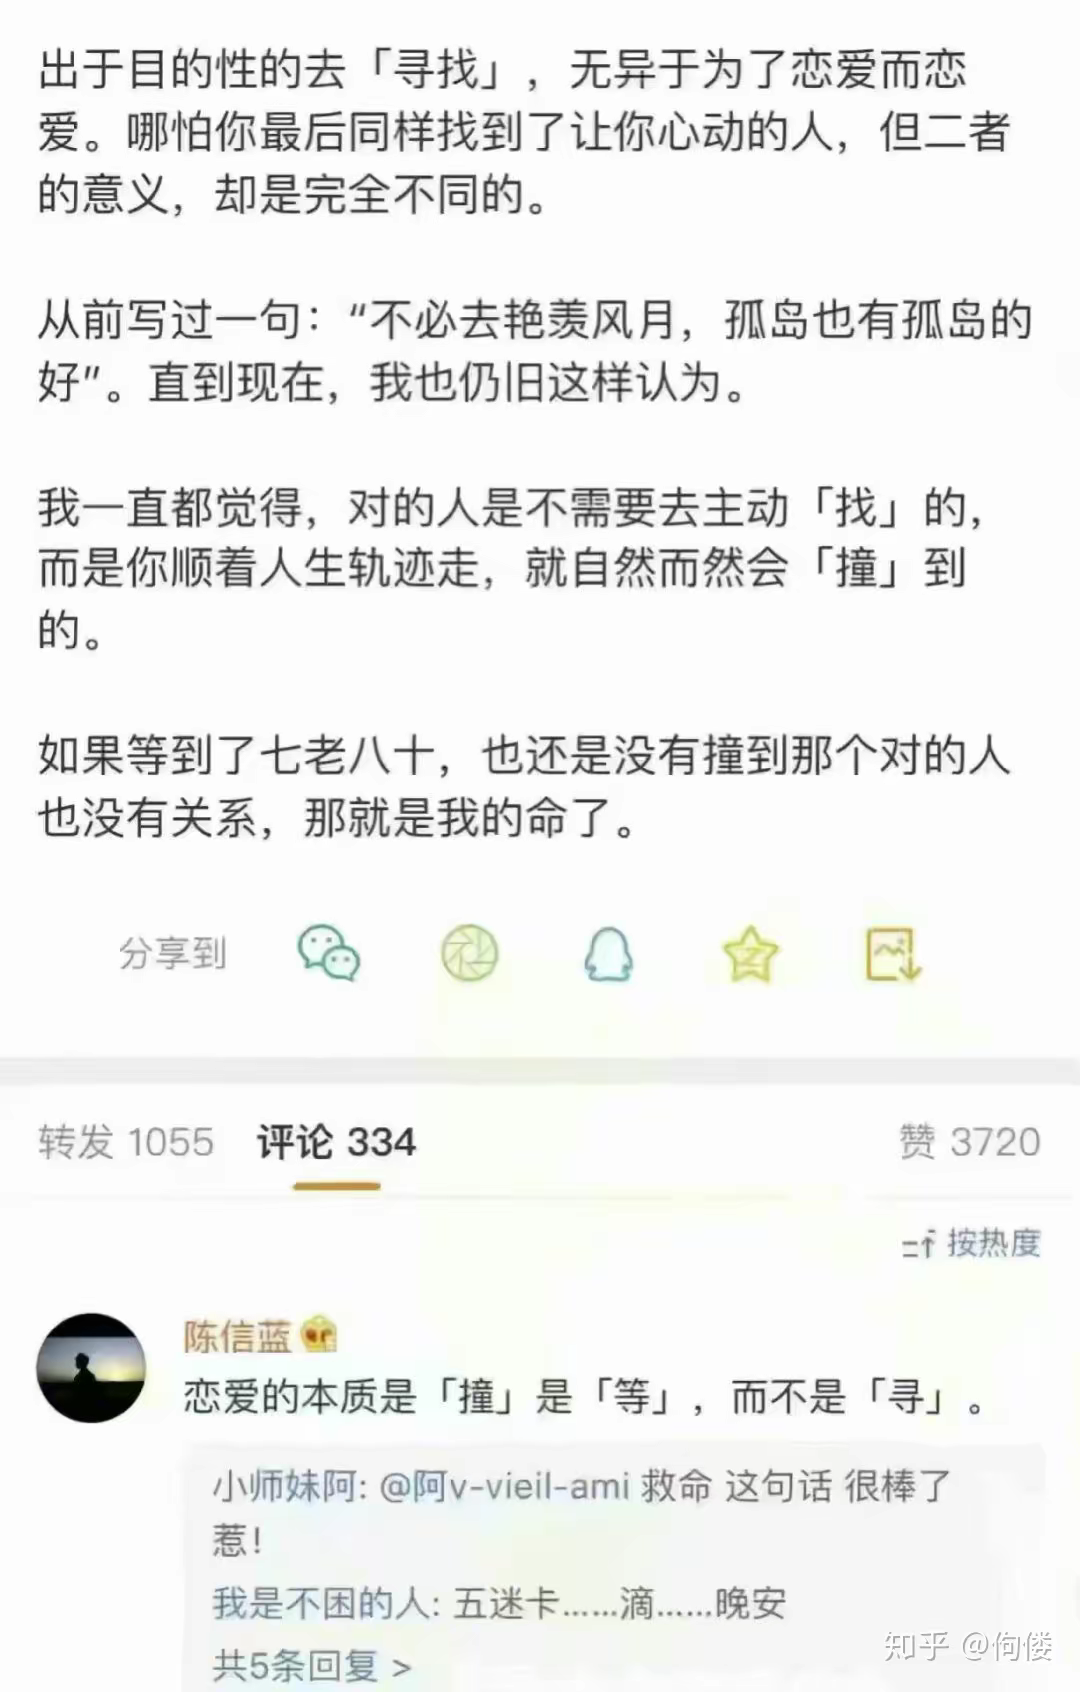 出于目的性的去「寻找」，无异于为了恋爱而恋
爱。哪怕你最后同样找到了让你心动的人，但二者
的意义，却是完全不同的。
从前写过一句：“不必去艳羡风月，孤岛也有孤岛的
好”。直到现在，我也仍旧这样认为。
我一直都觉得，对的人是不需要去主动「找」的，
而是你顺着人生轨迹走，就自然而然会「撞」到
的。
如果等到了七老八十，也还是没有撞到那个对的人
也没有关系，那就是我的命了。
分享到
转发 1055 评论 334 赞 3720
按热度
陈信蓝
恋爱的本质是「撞」是「等」，而不是「寻」。
小师妹阿: @阿v-vieil-ami 救命 这句话 很棒了
惹！
我是不困的人: 五迷卡......滴......晚安
共5条回复 >
知乎 @佝偻